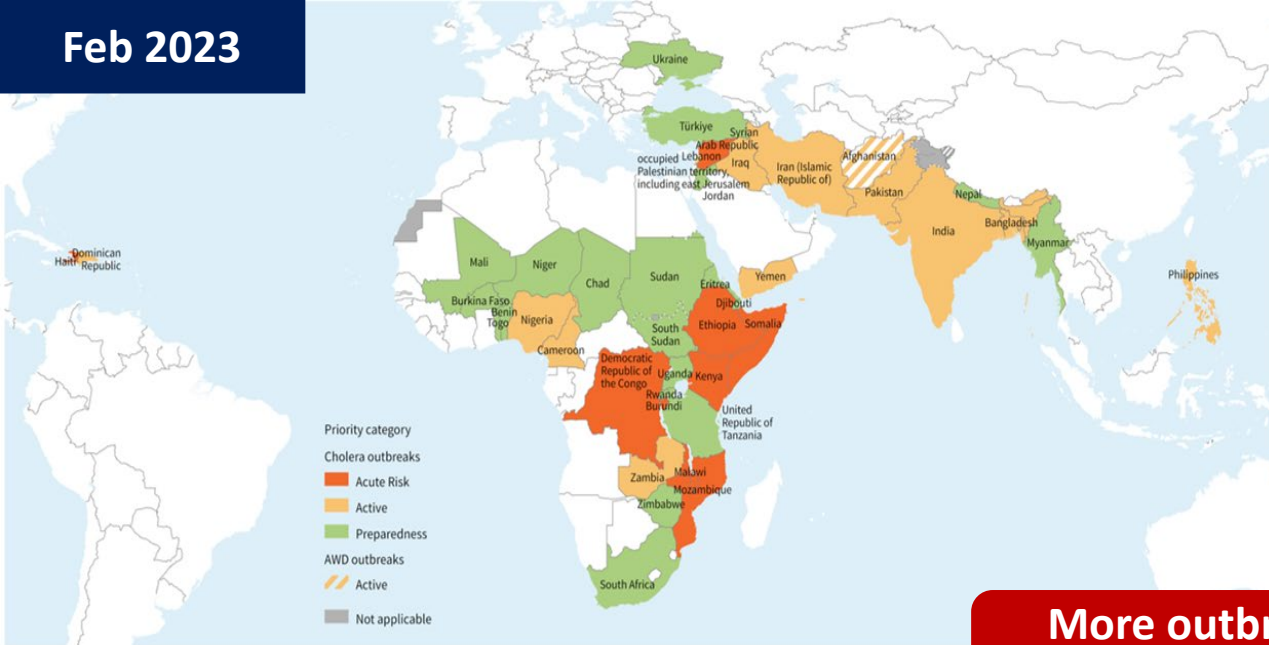 Feb 2023
Ukraine
Türkiye
Syrian
Arab Republic
occupied Lebanon
Palestinian territory,
including east Jerusalem
Jordan
Iraq
Iran (Islamic
Republic of)
Afghanistan
Pakistan
Nepal
India
Bangladesh
Myanmar
Philippines
Dominican
Haiti Republic
Mali
Niger
Chad
Sudan
Eritrea
Yemen
Burkina Faso
Benin
Togo
Nigeria
Djibouti
Ethiopia
Somalia
South
Sudan
Cameroon
Democratic
Republic of
the Congo
Uganda
Kenya
Rwanda
Burundi
United
Republic of
Tanzania
Zambia
Malawi
Mozambique
Zimbabwe
South Africa
Priority category
Cholera outbreaks
Acute Risk
Active
Preparedness
AWD outbreaks
Active
Not applicable
More outbr